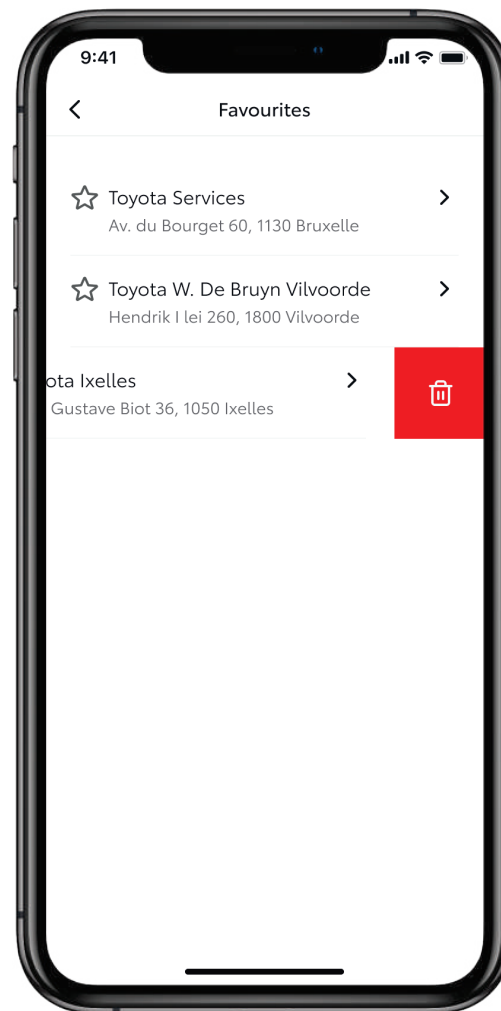 9:41
Favourites
Toyota Services
Av. du Bourget 60, 1130 Bruxelle
Toyota W. De Bruyn Vilvoorde
Hendrik I lei 260, 1800 Vilvoorde
ota Ixelles
Gustave Biot 36, 1050 Ixelles